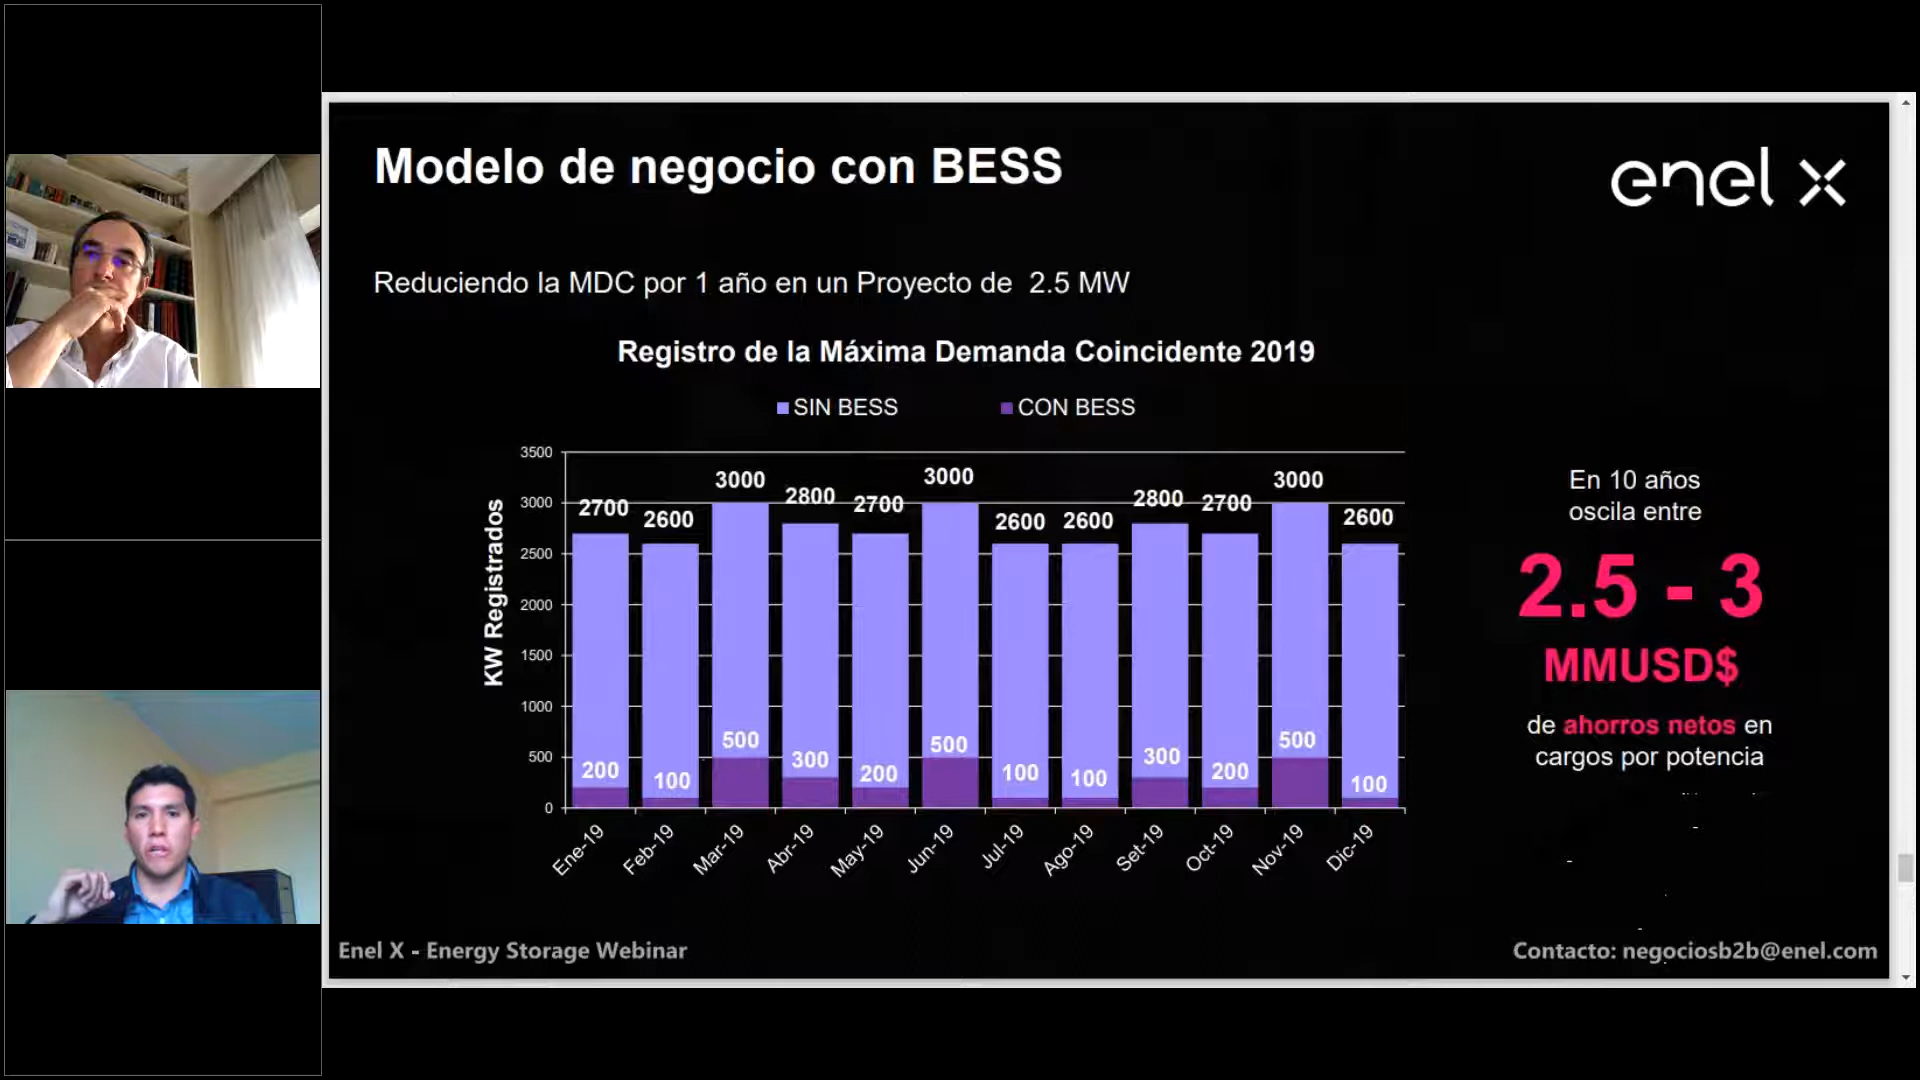 Modelo de negocio con BESS
enel x
Reduciendo la MDC por 1 año en un Proyecto de 2.5 MW
Registro de la Máxima Demanda Coincidente 2019
SIN BESS
CON BESS
KW Registrados
3500
3000
2500
2000
1500
1000
500
0
2700
2600
3000
2800
2700
3000
2600
2600
2800
2700
3000
2600
200
100
500
300
200
500
100
100
300
200
500
100
Ene-19
Feb-19
Mar-19
Abr-19
May-19
Jun-19
Jul-19
Ago-19
Set-19
Oct-19
Nov-19
Dic-19
En 10 años
oscila entre
2.5 - 3
MMUSD$
de ahorros netos en
cargos por potencia
Enel X - Energy Storage Webinar
Contacto: negociosb2b@enel.com